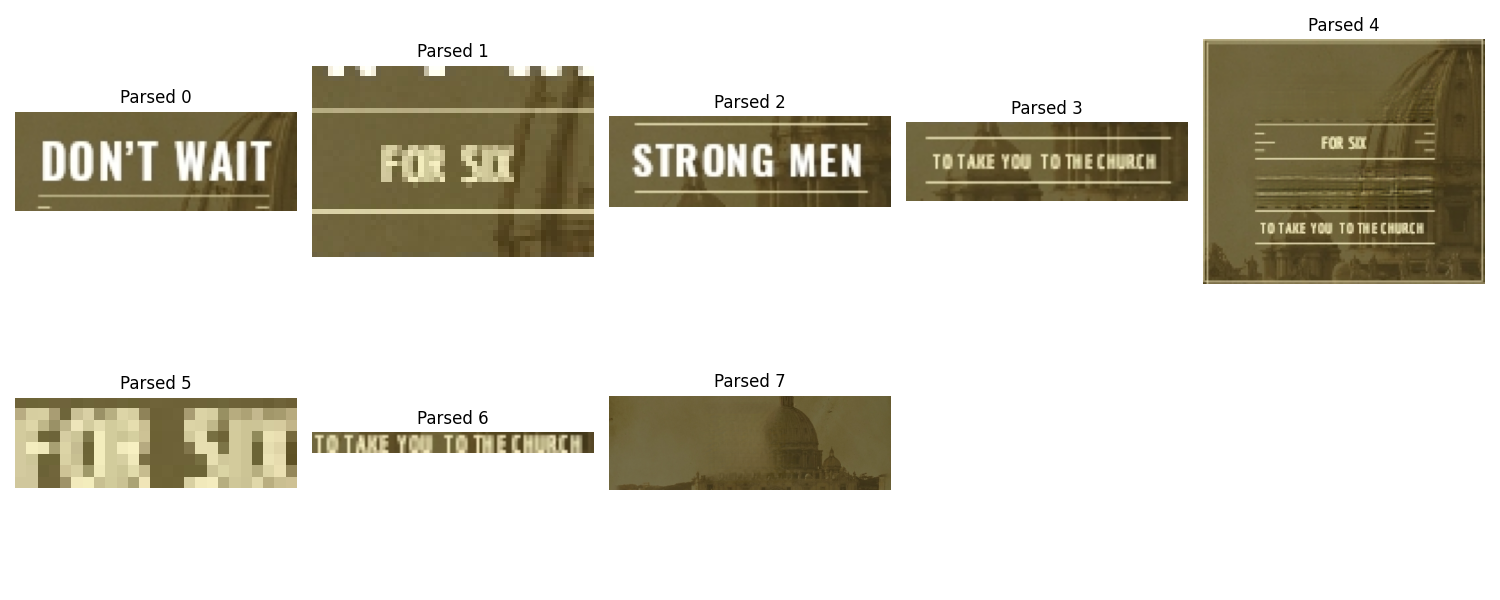 Parsed 0
DON'T WAIT
Parsed 1
FOR SIX
Parsed 2
STRONG MEN
Parsed 3
TO TAKE YOU TO THE CHURCH
Parsed 4
FOR SIX
TO TAKE YOU TO THE CHURCH
Parsed 5
FOR SIX
Parsed 6
TO TAKE YOU TO THE CHURCH
Parsed 7